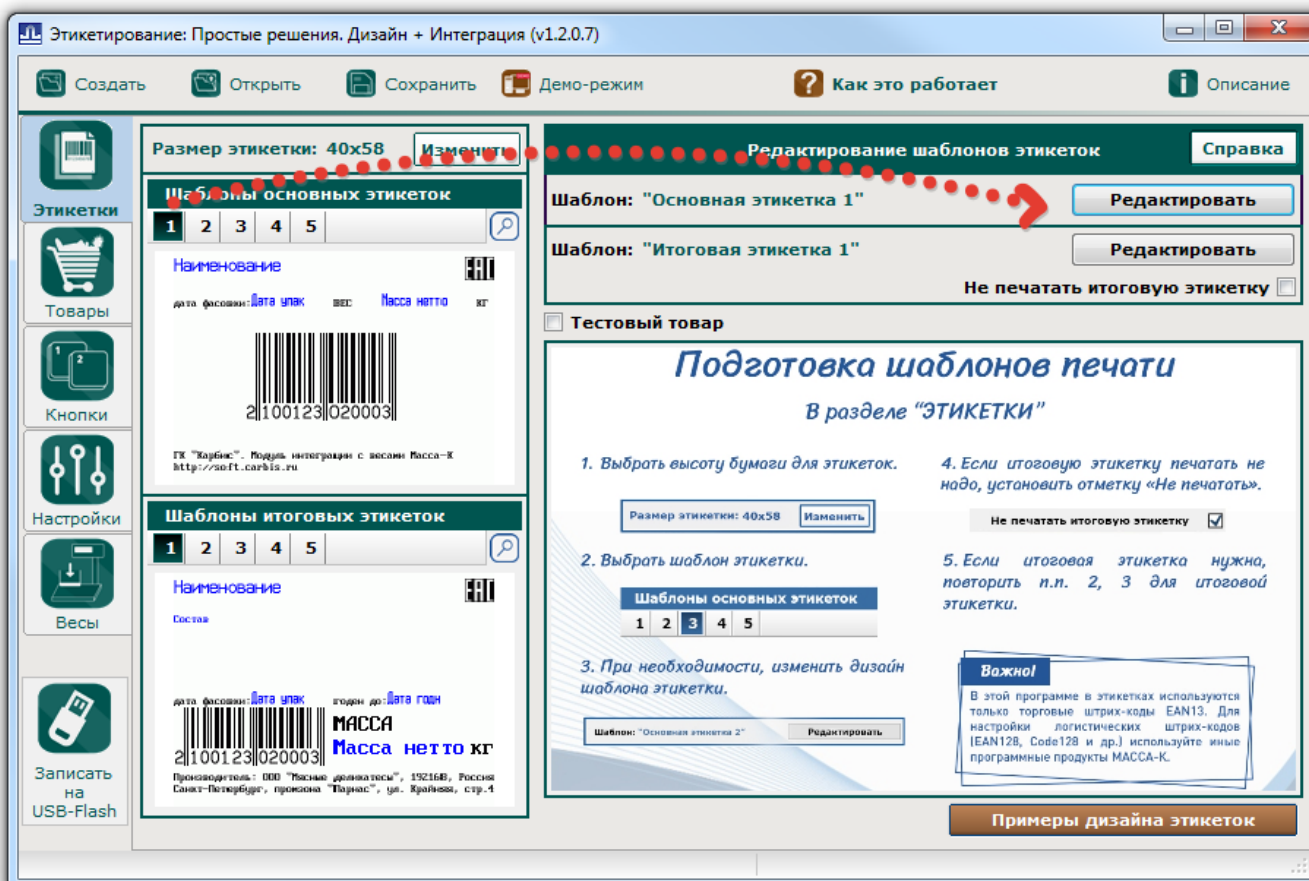 Этикетирование: Простые решения. Дизайн + Интеграция (v1.2.0.7)
Создать
Открыть
Сохранить
Демо-режим
Как это работает
Описание
Этикетки
Товары
Кнопки
Настройки
Весы
Записать
на
USB-Flash
Размер этикетки: 40x58
Изменить
Шаблоны основных этикеток
1 2 3 4 5
Наименование
дата фасовки: Дата упак ВЕС Масса нетто кг
2 100123 020003
ГК "Карбис". Модуль интеграции с весами Масса-К
http://soft.carbis.ru
Шаблоны итоговых этикеток
1 2 3 4 5
Наименование
Состав
дата фасовки: Дата упак годен до: Дата годн
МАССА
Масса нетто кг
2 100123 020003
Производитель: ООО "Мясные деликатесы", 192168, Россия
Санкт-Петербург, промзона "Парнас", ул. Крайняя, стр.4
Редактирование шаблонов этикеток
Справка
Шаблон: "Основная этикетка 1"
Редактировать
Шаблон: "Итоговая этикетка 1"
Редактировать
Не печатать итоговую этикетку
Тестовый товар
Подготовка шаблонов печати
В разделе “ЭТИКЕТКИ”
1. Выбрать высоту бумаги для этикеток.
Размер этикетки: 40x58 Изменить
2. Выбрать шаблон этикетки.
Шаблоны основных этикеток
1 2 3 4 5
3. При необходимости, изменить дизайн
шаблона этикетки.
Шаблон: "Основная этикетка 2" Редактировать
4. Если итоговую этикетку печатать не
надо, установить отметку «Не печатать».
Не печатать итоговую этикетку
5. Если итоговая этикетка нужна,
повторить п.п. 2, 3 для итоговой
этикетки.
Важно!
В этой программе в этикетках используются
только торговые штрих-коды EAN13. Для
настройки логистических штрих-кодов
(EAN128, Code128 и др.) используйте иные
программные продукты МАССА-К.
Примеры дизайна этикеток